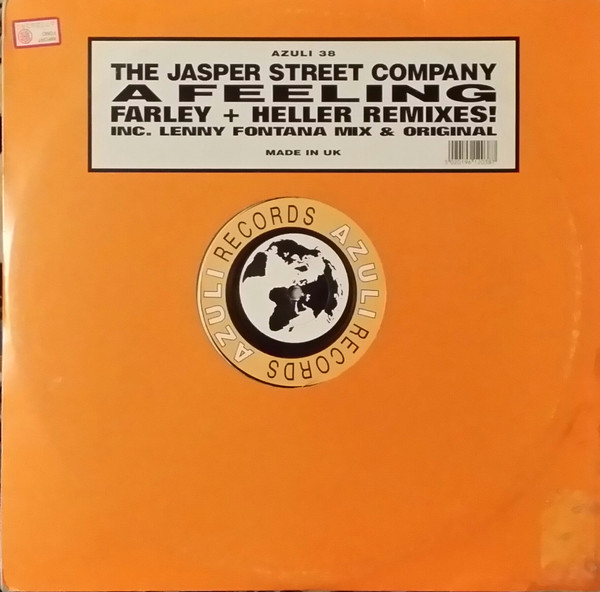 AZULI 38
THE JASPER STREET COMPANY
A FEELING
FARLEY + HELLER REMIXES!
INC. LENNY FONTANA MIX & ORIGINAL
MADE IN UK
AZULI RECORDS
AZULI RECORDS